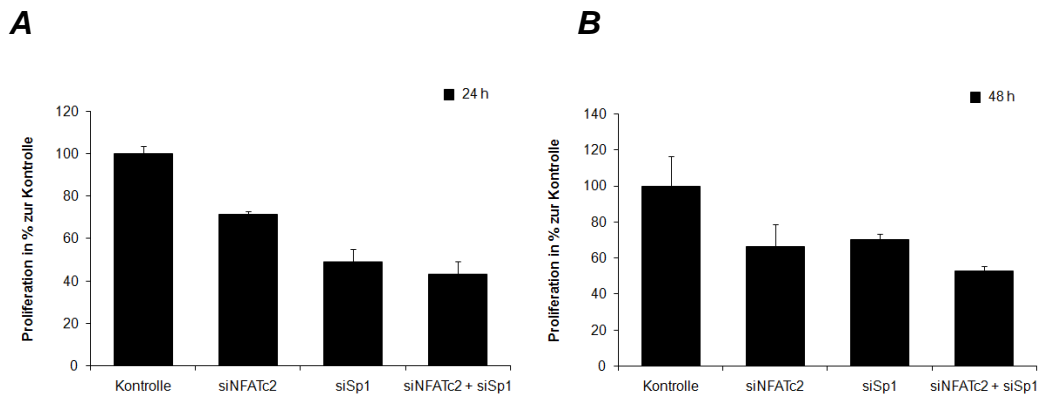 A
B
24 h
Proliferation in % zur Kontrolle
120
100
80
60
40
20
0
Kontrolle
siNFATc2
siSp1
siNFATc2 + siSp1
48 h
Proliferation in % zur Kontrolle
140
120
100
80
60
40
20
0
Kontrolle
siNFATc2
siSp1
siNFATc2 + siSp1